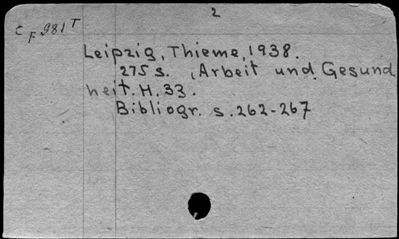 2
C F 981 T
Leipzig, Thieme, 1938.
275 s. (Arbeit und Gesund
heit. H. 33.
Bibliogr. s. 262-267